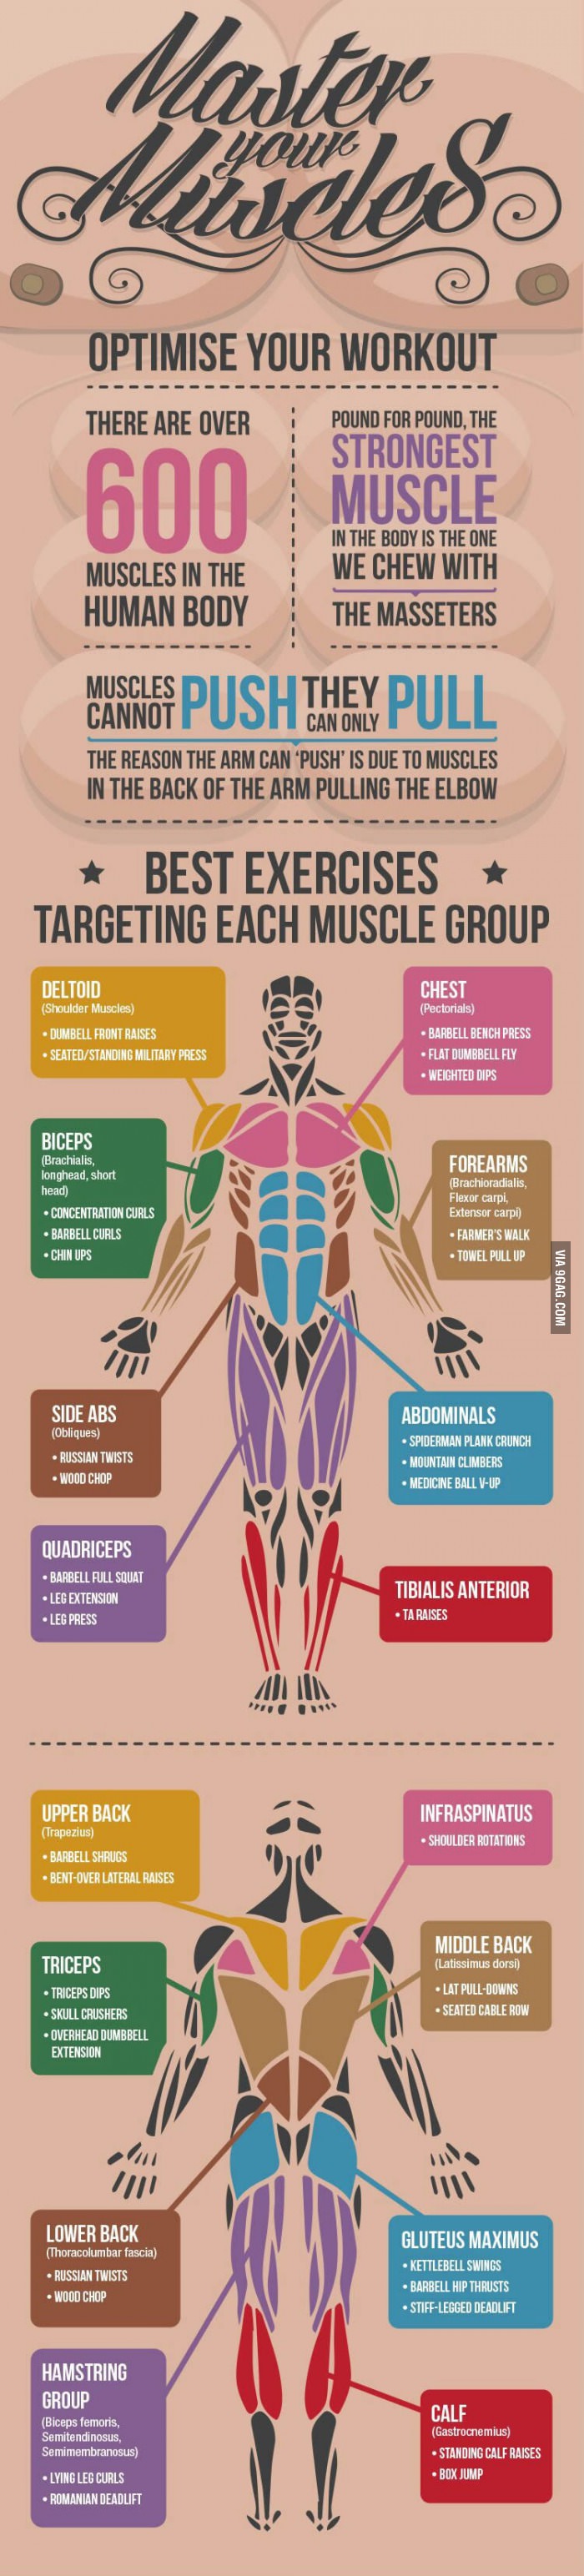 Master
your
Muscles
OPTIMISE YOUR WORKOUT
THERE ARE OVER
600
MUSCLES IN THE
HUMAN BODY
POUND FOR POUND, THE
STRONGEST
MUSCLE
IN THE BODY IS THE ONE
WE CHEW WITH
THE MASSETERS
MUSCLES CANNOT PUSH THEY CAN ONLY PULL
THE REASON THE ARM CAN 'PUSH' IS DUE TO MUSCLES
IN THE BACK OF THE ARM PULLING THE ELBOW
BEST EXERCISES
TARGETING EACH MUSCLE GROUP
DELTOID
(Shoulder Muscles)
• DUMBELL FRONT RAISES
• SEATED/STANDING MILITARY PRESS
CHEST
(Pectorials)
• BARBELL BENCH PRESS
• FLAT DUMBBELL FLY
• WEIGHTED DIPS
BICEPS
(Brachialis,
longhead, short
head)
• CONCENTRATION CURLS
• BARBELL CURLS
• CHIN UPS
FOREARMS
(Brachioradialis,
Flexor carpi,
Extensor carpi)
• FARMER'S WALK
• TOWEL PULL UP
VIA 9GAG.COM
SIDE ABS
(Obliques)
• RUSSIAN TWISTS
• WOOD CHOP
ABDOMINALS
• SPIDERMAN PLANK CRUNCH
• MOUNTAIN CLIMBERS
• MEDICINE BALL V-UP
QUADRICEPS
• BARBELL FULL SQUAT
• LEG EXTENSION
• LEG PRESS
TIBIALIS ANTERIOR
• TA RAISES
UPPER BACK
(Trapezius)
• BARBELL SHRUGS
• BENT-OVER LATERAL RAISES
INFRASPINATUS
• SHOULDER ROTATIONS
TRICEPS
• TRICEPS DIPS
• SKULL CRUSHERS
• OVERHEAD DUMBBELL
EXTENSION
MIDDLE BACK
(Latissimus dorsi)
• LAT PULL-DOWNS
• SEATED CABLE ROW
LOWER BACK
(Thoracolumbar fascia)
• RUSSIAN TWISTS
• WOOD CHOP
GLUTEUS MAXIMUS
• KETTLEBELL SWINGS
• BARBELL HIP THRUSTS
• STIFF-LEGGED DEADLIFT
HAMSTRING
GROUP
(Biceps femoris,
Semitendinosus,
Semimembranosus)
• LYING LEG CURLS
• ROMANIAN DEADLIFT
CALF
(Gastrocnemius)
• STANDING CALF RAISES
• BOX JUMP